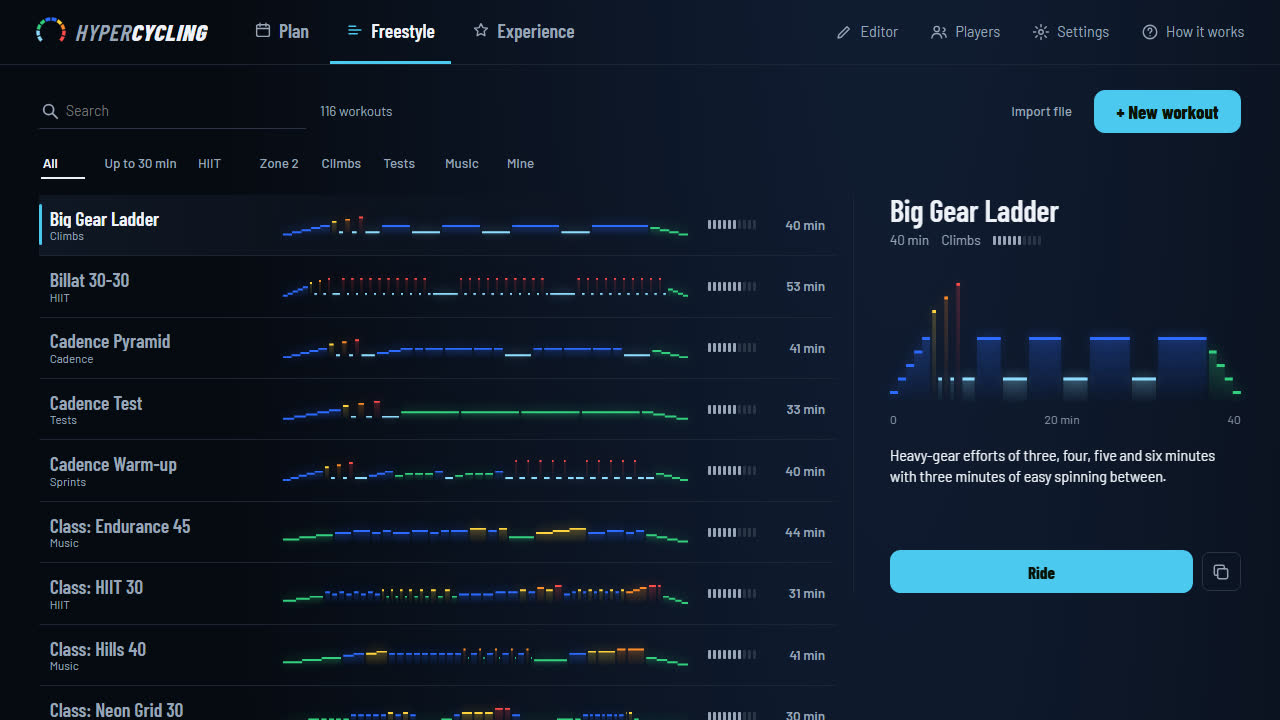 HYPERCYCLING
Plan
Freestyle
Experience
Editor
Players
Settings
How it works
Search
116 workouts
Import file
+ New workout
All
Up to 30 min
HIIT
Zone 2
Climbs
Tests
Music
Mine
Big Gear Ladder
Climbs
40 min
Billat 30-30
HIIT
53 min
Cadence Pyramid
Cadence
41 min
Cadence Test
Tests
33 min
Cadence Warm-up
Sprints
40 min
Class: Endurance 45
Music
44 min
Class: HIIT 30
HIIT
31 min
Class: Hills 40
Music
41 min
Class: Neon Grid 30
30 min
Big Gear Ladder
40 min Climbs
0 20 min 40
Heavy-gear efforts of three, four, five and six minutes
with three minutes of easy spinning between.
Ride